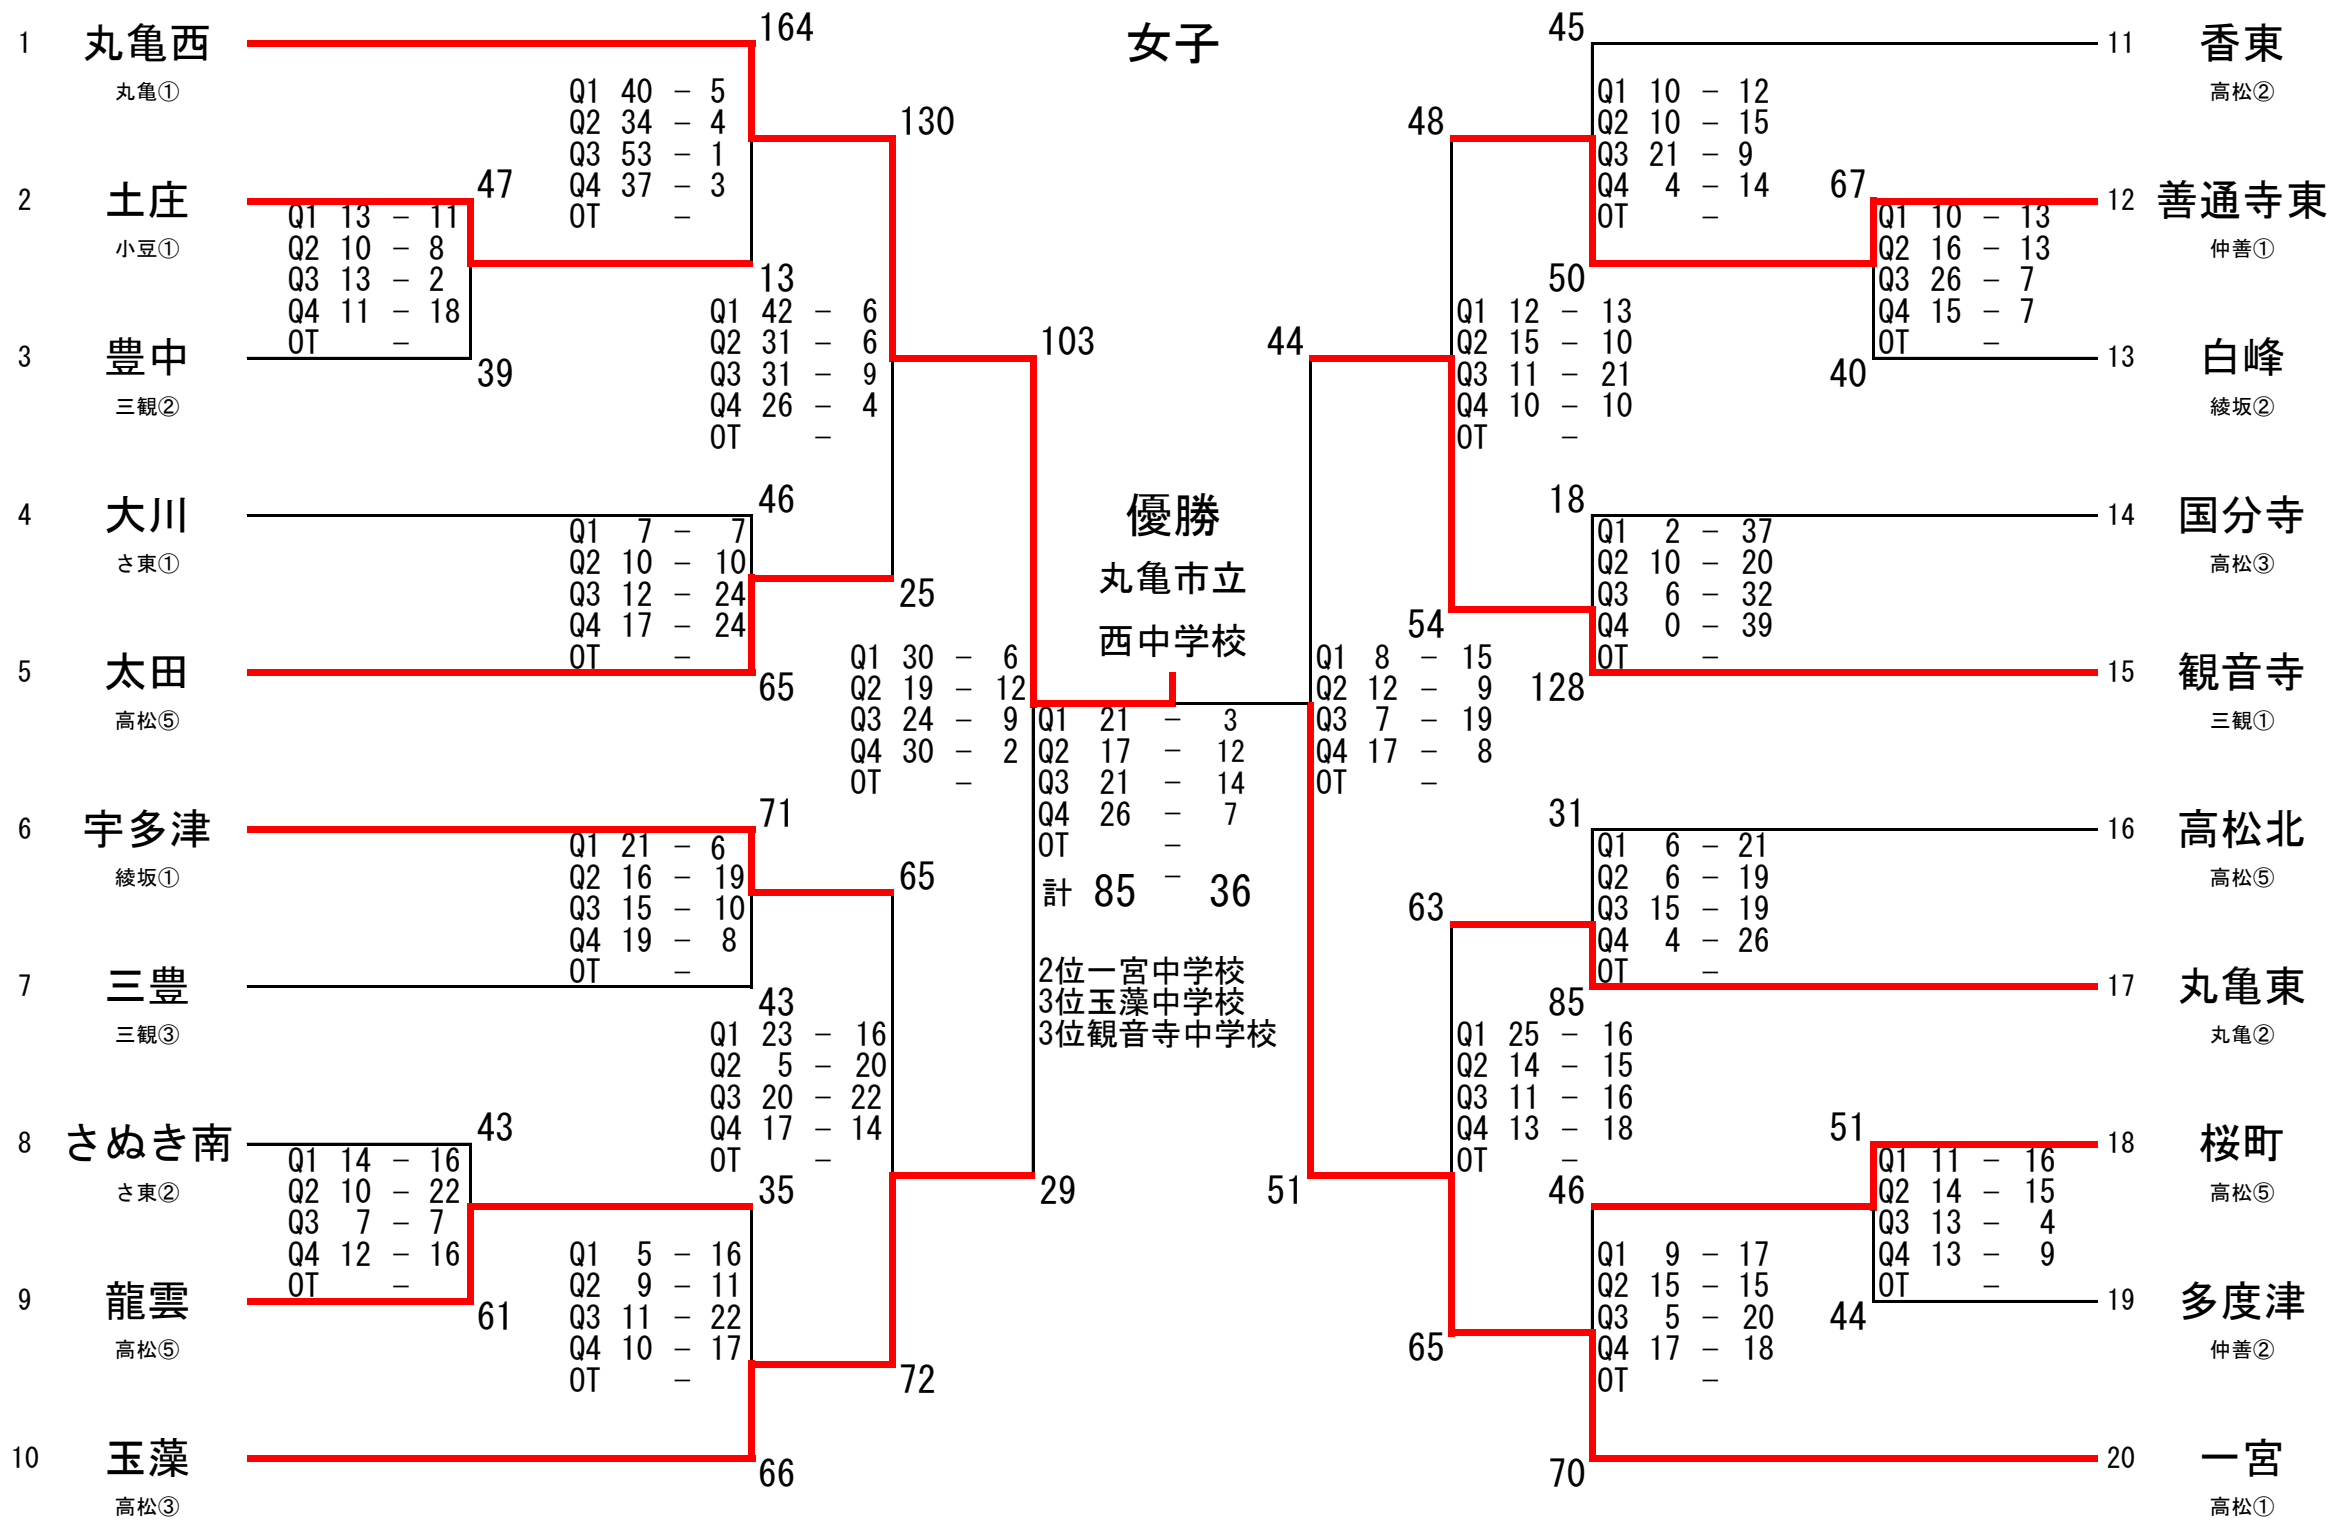 女子
1 丸亀西
丸亀①
164
Q1 40 - 5
Q2 34 - 4
Q3 53 - 1
Q4 37 - 3
OT -
2 土庄
小豆①
47
Q1 13 - 11
Q2 10 - 8
Q3 13 - 2
Q4 11 - 18
OT -
3 豊中
三観②
39
13
130
Q1 42 - 6
Q2 31 - 6
Q3 31 - 9
Q4 26 - 4
OT -
4 大川
さ東①
46
Q1 7 - 7
Q2 10 - 10
Q3 12 - 24
Q4 17 - 24
OT -
5 太田
高松⑤
65
25
103
Q1 30 - 6
Q2 19 - 12
Q3 24 - 9
Q4 30 - 2
OT -
6 宇多津
綾坂①
71
Q1 21 - 6
Q2 16 - 19
Q3 15 - 10
Q4 19 - 8
OT -
7 三豊
三観③
43
65
Q1 23 - 16
Q2 5 - 20
Q3 20 - 22
Q4 17 - 14
OT -
8 さぬき南
さ東②
43
Q1 14 - 16
Q2 10 - 22
Q3 7 - 7
Q4 12 - 16
OT -
9 龍雲
高松⑤
61
35
Q1 5 - 16
Q2 9 - 11
Q3 11 - 22
Q4 10 - 17
OT -
10 玉藻
高松③
66
72
29
優勝
丸亀市立
西中学校
Q1 21 - 3
Q2 17 - 12
Q3 21 - 14
Q4 26 - 7
OT -
計 85 - 36
2位一宮中学校
3位玉藻中学校
3位観音寺中学校
45
11 香東
高松②
Q1 10 - 12
Q2 10 - 15
Q3 21 - 9
Q4 4 - 14
OT -
67
12 善通寺東
仲善①
Q1 10 - 13
Q2 16 - 13
Q3 26 - 7
Q4 15 - 7
OT -
40
13 白峰
綾坂②
50
48
Q1 12 - 13
Q2 15 - 10
Q3 11 - 21
Q4 10 - 10
OT -
18
14 国分寺
高松③
Q1 2 - 37
Q2 10 - 20
Q3 6 - 32
Q4 0 - 39
OT -
128
15 観音寺
三観①
54
44
Q1 8 - 15
Q2 12 - 9
Q3 7 - 19
Q4 17 - 8
OT -
31
16 高松北
高松⑤
Q1 6 - 21
Q2 6 - 19
Q3 15 - 19
Q4 4 - 26
OT -
85
17 丸亀東
丸亀②
63
Q1 25 - 16
Q2 14 - 15
Q3 11 - 16
Q4 13 - 18
OT -
51
18 桜町
高松⑤
Q1 11 - 16
Q2 14 - 15
Q3 13 - 4
Q4 13 - 9
OT -
44
19 多度津
仲善②
46
Q1 9 - 17
Q2 15 - 15
Q3 5 - 20
Q4 17 - 18
OT -
70
20 一宮
高松①
65
51